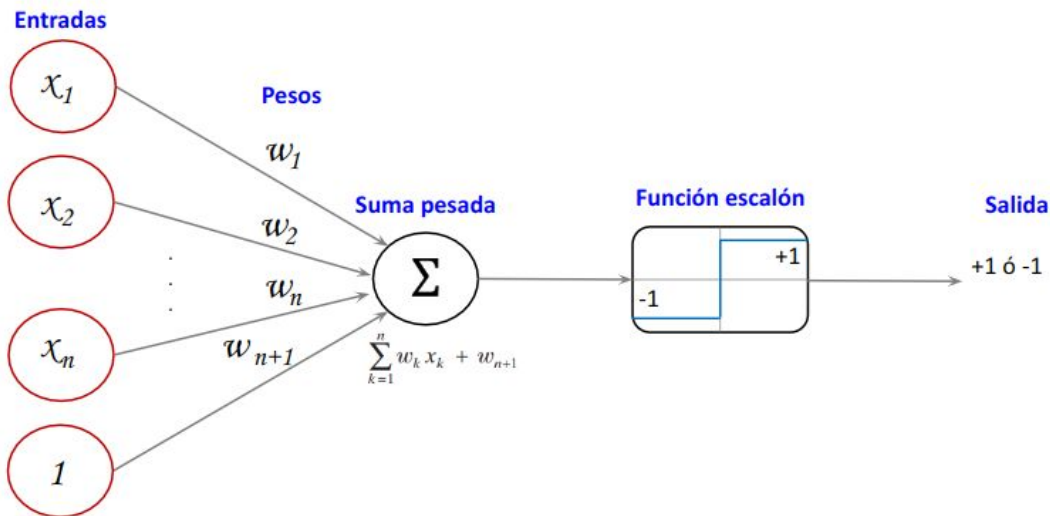 Entradas
x₁
Pesos
w₁
x₂
w₂
Suma pesada
Función escalón
Salida
Σ
+1
-1
+1 ó -1
.
.
.
wₙ
xₙ
wₙ₊₁
∑ₖ₌₁ⁿ wₖ xₖ + wₙ₊₁
1